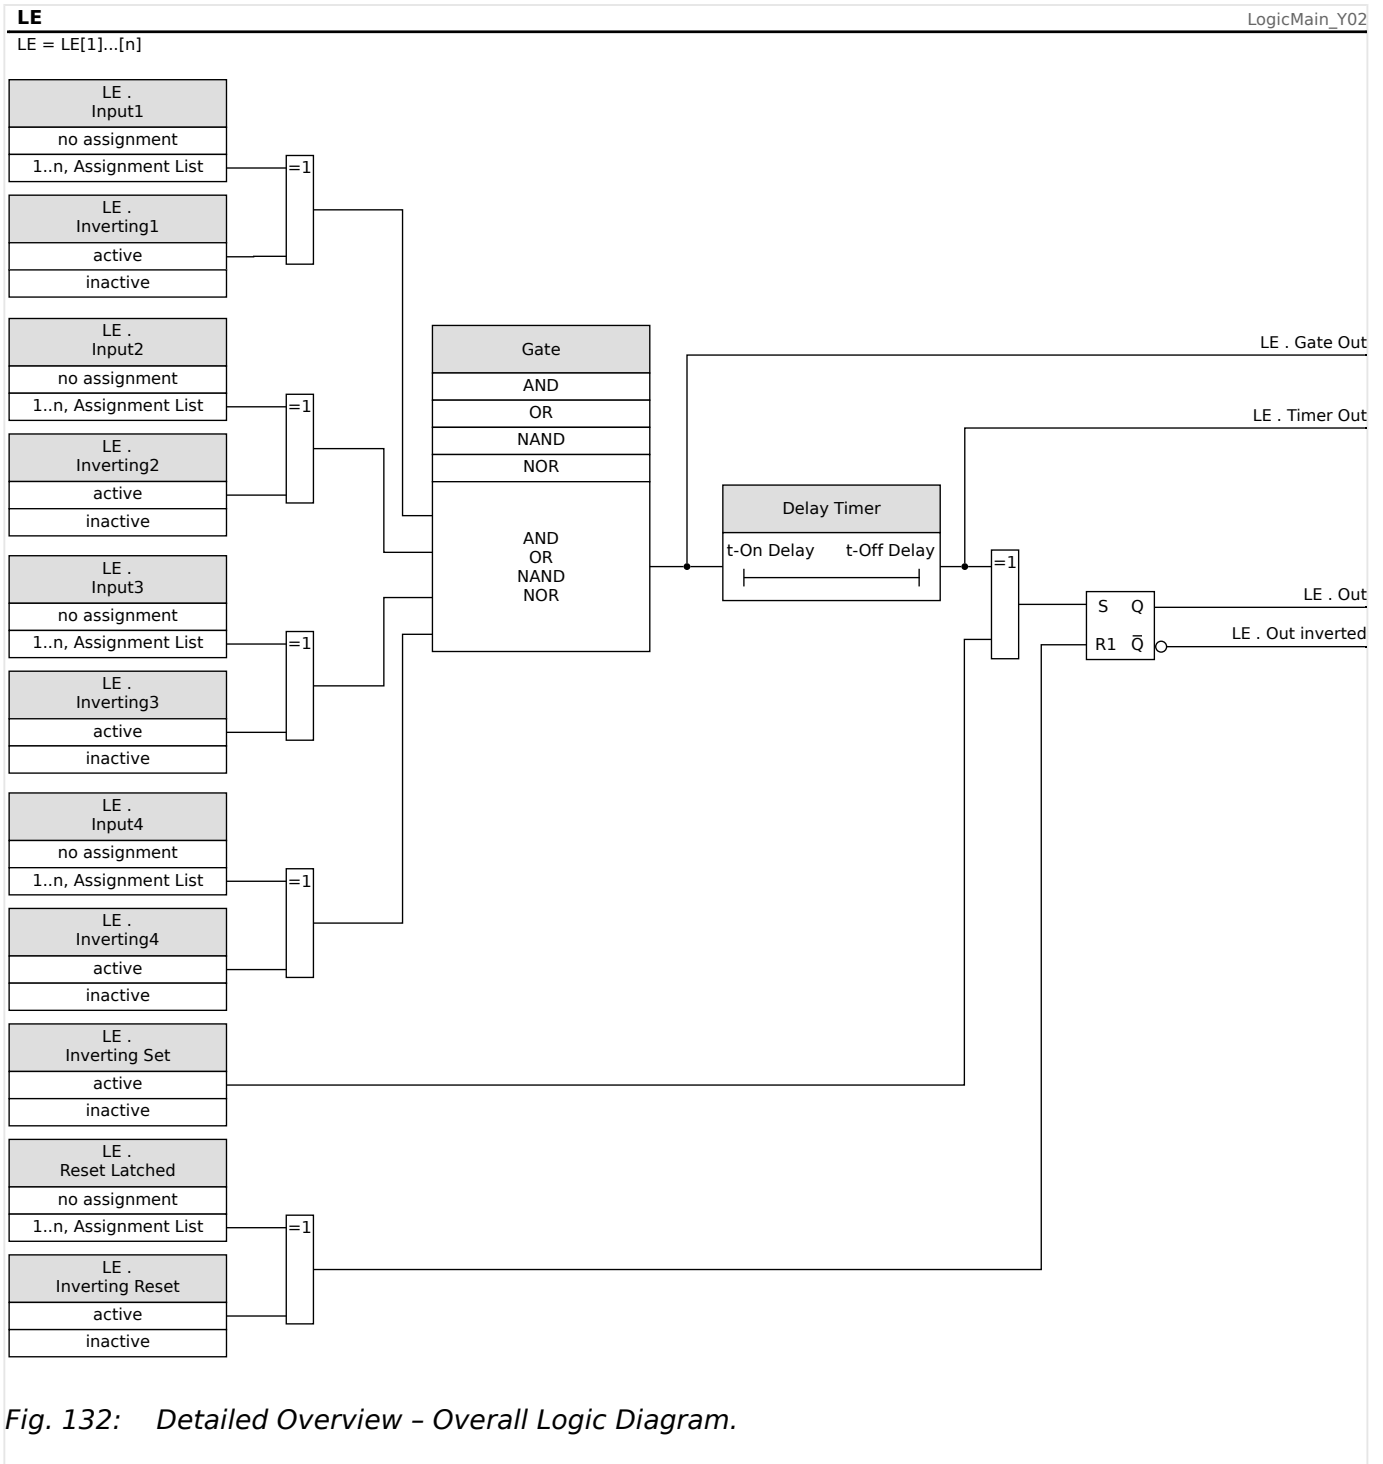 LE
LogicMain_Y02
LE = LE[1]...[n]
LE .
Input1
no assignment
1..n, Assignment List
=1
LE .
Inverting1
active
inactive
LE .
Input2
no assignment
1..n, Assignment List
=1
LE .
Inverting2
active
inactive
LE .
Input3
no assignment
1..n, Assignment List
=1
LE .
Inverting3
active
inactive
LE .
Input4
no assignment
1..n, Assignment List
=1
LE .
Inverting4
active
inactive
LE .
Inverting Set
active
inactive
LE .
Reset Latched
no assignment
1..n, Assignment List
=1
LE .
Inverting Reset
active
inactive
Gate
AND
OR
NAND
NOR
AND
OR
NAND
NOR
Delay Timer
t-On Delay t-Off Delay
=1
S Q
R1 Q̅
LE . Gate Out
LE . Timer Out
LE . Out
LE . Out inverted
Fig. 132: Detailed Overview – Overall Logic Diagram.